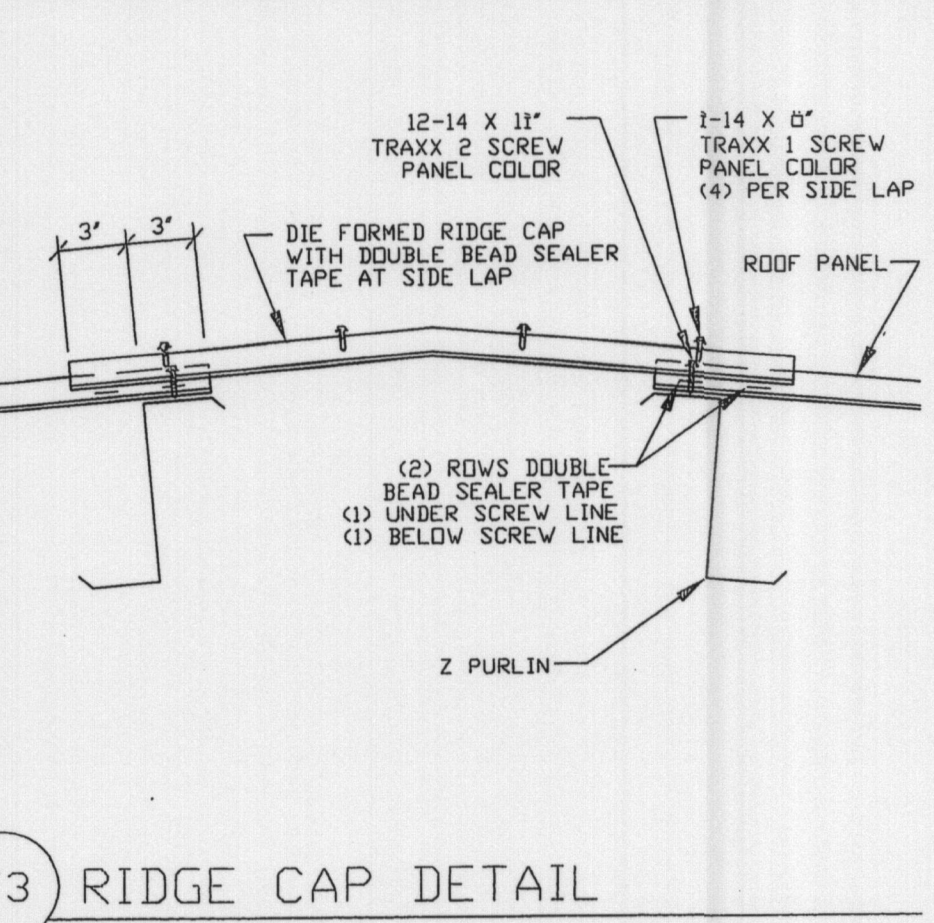 12-14 X 1ï"
TRAXX 2 SCREW
PANEL COLOR
ï-14 X ö"
TRAXX 1 SCREW
PANEL COLOR
(4) PER SIDE LAP
3" 3"
DIE FORMED RIDGE CAP
WITH DOUBLE BEAD SEALER
TAPE AT SIDE LAP
ROOF PANEL
(2) ROWS DOUBLE
BEAD SEALER TAPE
(1) UNDER SCREW LINE
(1) BELOW SCREW LINE
Z PURLIN
3 RIDGE CAP DETAIL